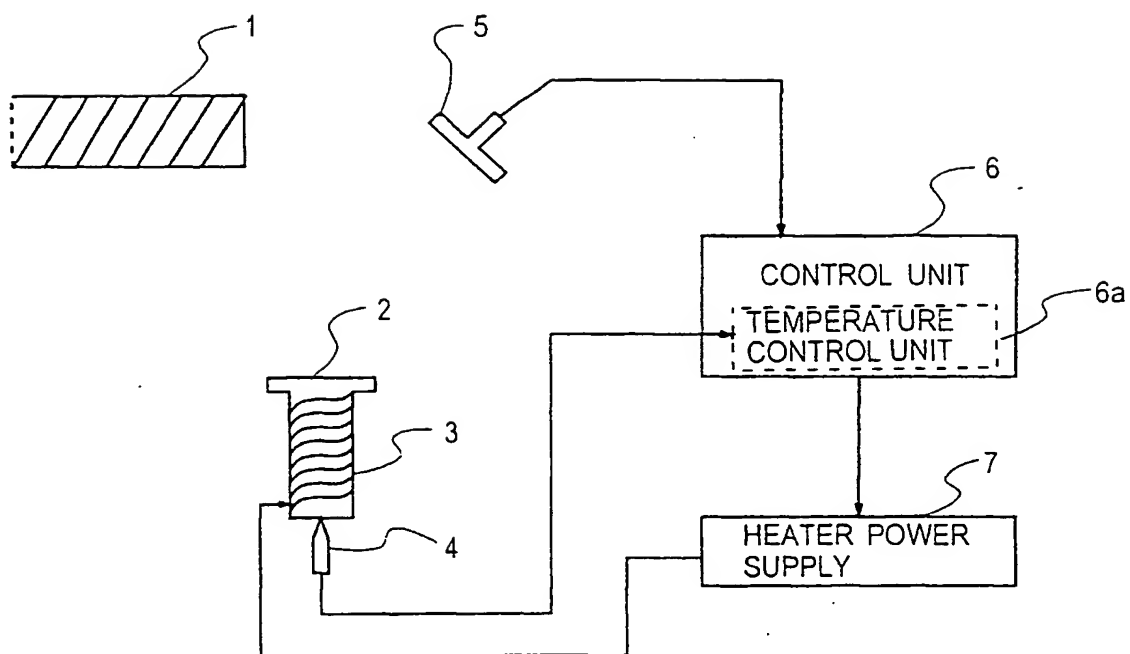 1
5
6
CONTROL UNIT
6a
TEMPERATURE
CONTROL UNIT
2
3
4
7
HEATER POWER
SUPPLY